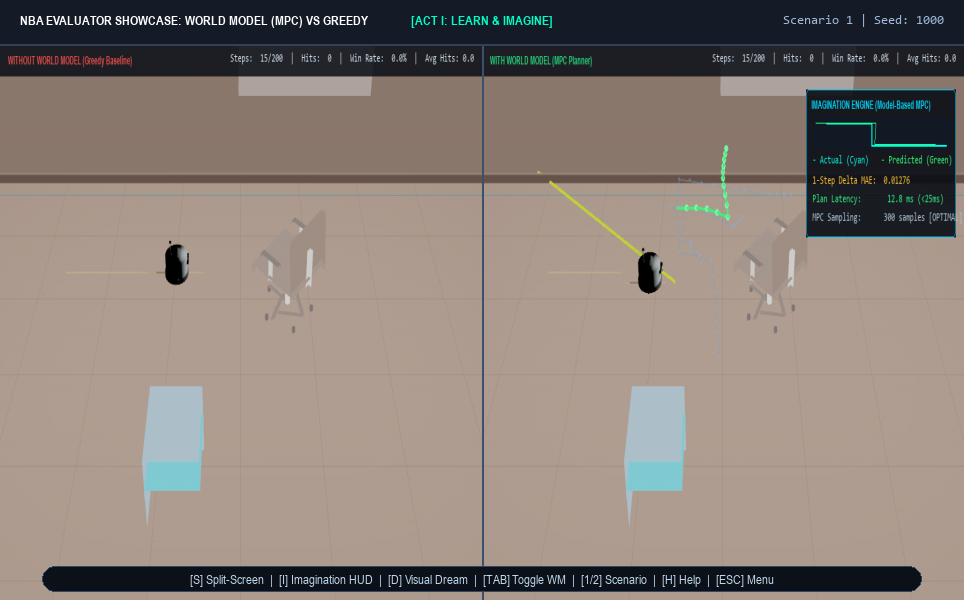 NBA EVALUATOR SHOWCASE: WORLD MODEL (MPC) VS GREEDY [ACT I: LEARN & IMAGINE] Scenario 1 | Seed: 1000
WITHOUT WORLD MODEL (Greedy Baseline) Steps: 15/200 | Hits: 0 | Win Rate: 0.0% | Avg Hits: 0.0
WITH WORLD MODEL (MPC Planner) Steps: 15/200 | Hits: 0 | Win Rate: 0.0% | Avg Hits: 0.0
IMAGINATION ENGINE (Model-Based MPC)
- Actual (Cyan) - Predicted (Green)
1-Step Delta MAE: 0.01276
Plan Latency: 12.8 ms (<25ms)
MPC Sampling: 300 samples [OPTIMA
[S] Split-Screen | [I] Imagination HUD | [D] Visual Dream | [TAB] Toggle WM | [1/2] Scenario | [H] Help | [ESC] Menu